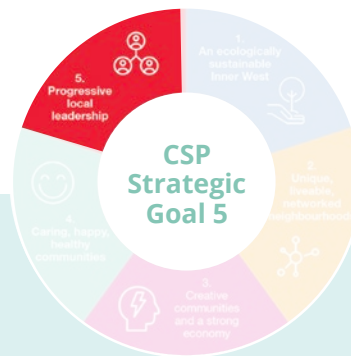 1.
An ecologically
sustainable
Inner West
2.
Unique,
liveable,
networked
neighbourhoods
3.
Creative
communities
and a strong
economy
4.
Caring, happy,
healthy
communities
5.
Progressive
local
leadership
CSP
Strategic
Goal 5